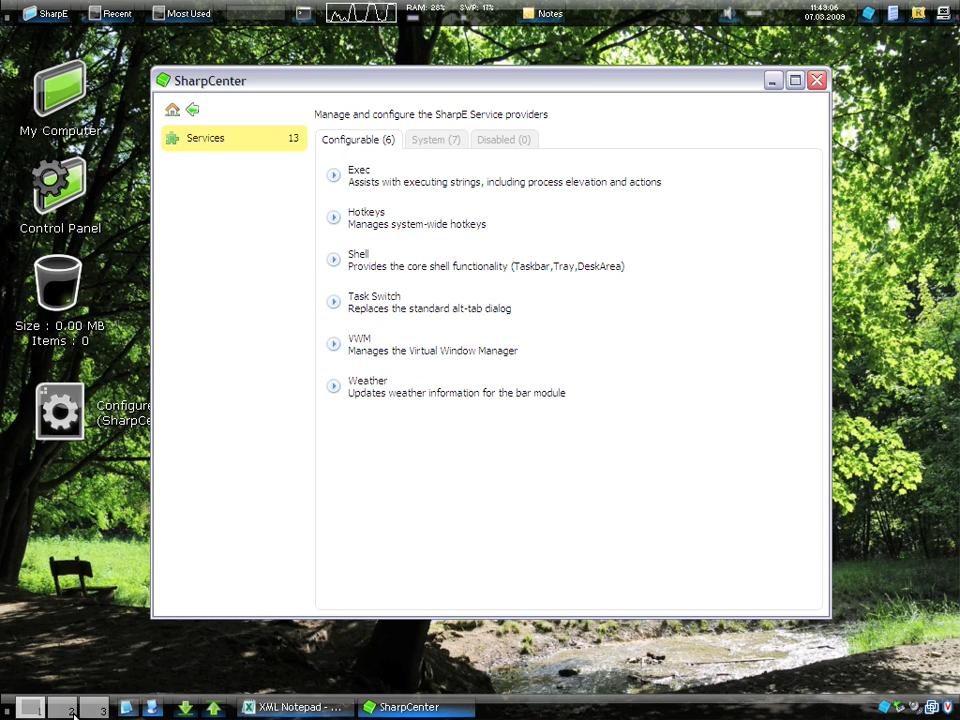 SharpE
Recent
Most Used
RAM: 28%
SWP: 17%
Notes
11:49:06
07.03.2009
My Computer
Control Panel
Size : 0.00 MB
Items : 0
Configure
(SharpCe
SharpCenter
Services 13
Manage and configure the SharpE Service providers
Configurable (6) System (7) Disabled (0)
Exec
Assists with executing strings, including process elevation and actions
Hotkeys
Manages system-wide hotkeys
Shell
Provides the core shell functionality (Taskbar,Tray,DeskArea)
Task Switch
Replaces the standard alt-tab dialog
VWM
Manages the Virtual Window Manager
Weather
Updates weather information for the bar module
1 2 3
XML Notepad - ...
SharpCenter